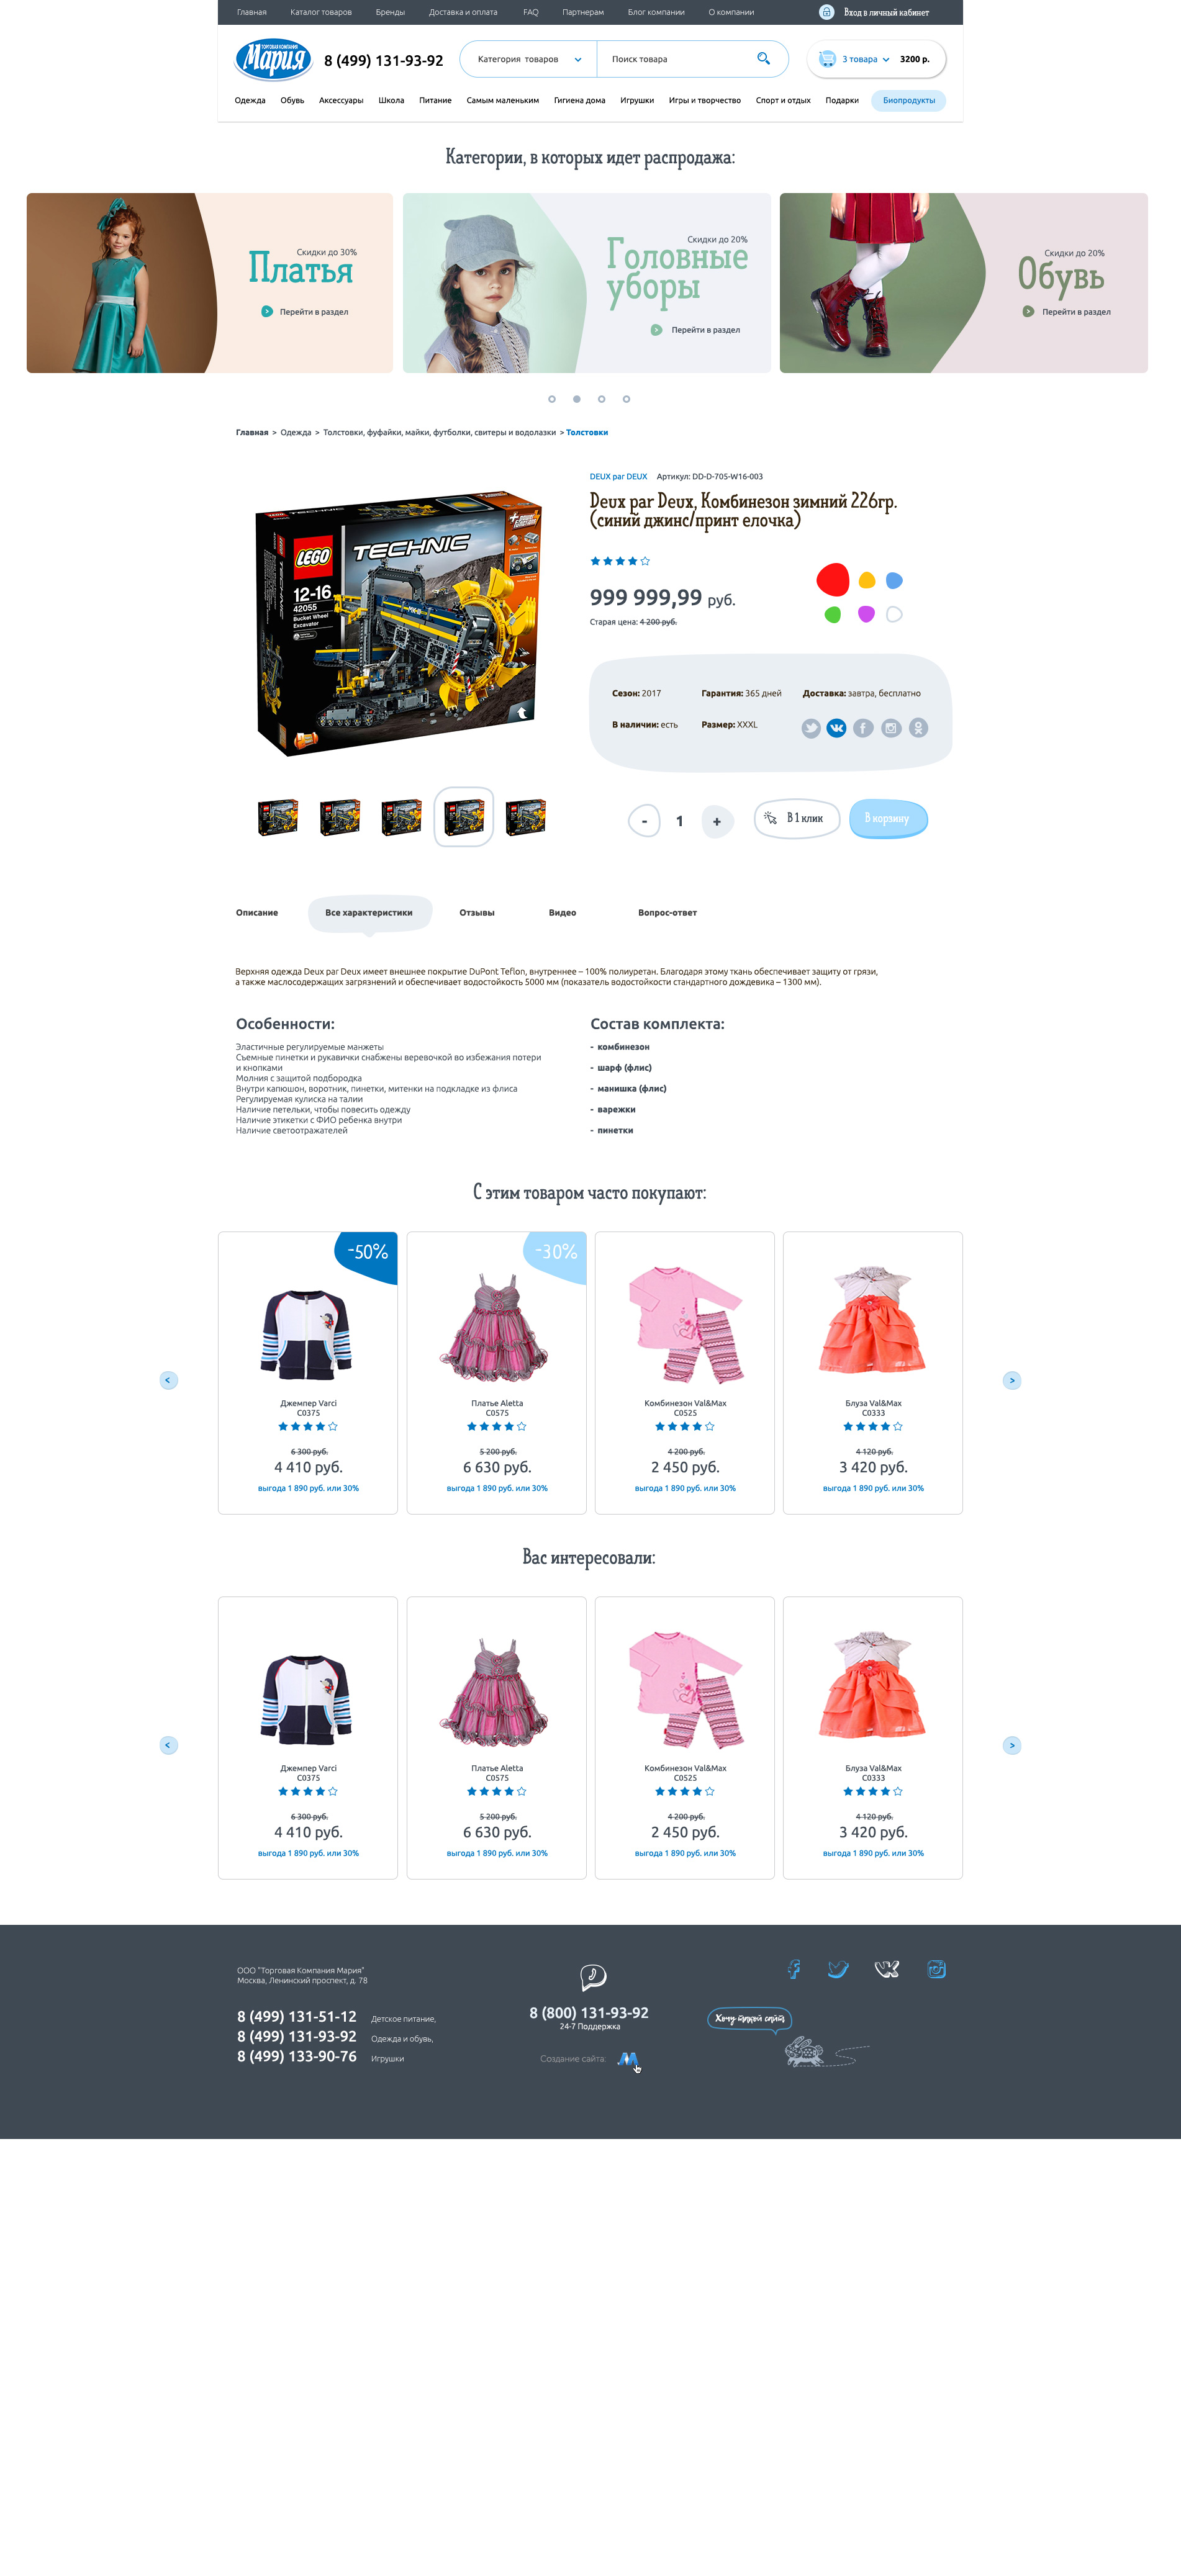 Главная Каталог товаров Бренды Доставка и оплата FAQ Партнерам Блог компании О компании Вход в личный кабинет
ТОРГОВАЯ КОМПАНИЯ
Мария
8 (499) 131-93-92
Категория товаров
Поиск товара
3 товара 3200 р.
Одежда Обувь Аксессуары Школа Питание Самым маленьким Гигиена дома Игрушки Игры и творчество Спорт и отдых Подарки Биопродукты
Категории, в которых идет распродажа:
Скидки до 30%
Платья
> Перейти в раздел
Скидки до 20%
Головные
уборы
> Перейти в раздел
Скидки до 20%
Обувь
> Перейти в раздел
Главная > Одежда > Толстовки, фуфайки, майки, футболки, свитеры и водолазки > Толстовки
LEGO
TECHNIC
12-16
42055
Bucket Wheel
Excavator
DEUX par DEUX Артикул: DD-D-705-W16-003
Deux par Deux, Комбинезон зимний 226гр.
(синий джинс/принт елочка)
999 999,99 руб.
Старая цена: 4 200 руб.
Сезон: 2017 Гарантия: 365 дней Доставка: завтра, бесплатно
В наличии: есть Размер: XXXL
- 1 + В 1 клик В корзину
Описание Все характеристики Отзывы Видео Вопрос-ответ
Верхняя одежда Deux par Deux имеет внешнее покрытие DuPont Teflon, внутреннее – 100% полиуретан. Благодаря этому ткань обеспечивает защиту от грязи,
а также маслосодержащих загрязнений и обеспечивает водостойкость 5000 мм (показатель водостойкости стандартного дождевика – 1300 мм).
Особенности:
Эластичные регулируемые манжеты
Съемные пинетки и рукавички снабжены веревочкой во избежания потери
и кнопками
Молния с защитой подбородка
Внутри капюшон, воротник, пинетки, митенки на подкладке из флиса
Регулируемая кулиска на талии
Наличие петельки, чтобы повесить одежду
Наличие этикетки с ФИО ребенка внутри
Наличие светоотражателей
Состав комплекта:
- комбинезон
- шарф (флис)
- манишка (флис)
- варежки
- пинетки
С этим товаром часто покупают:
-50% -30%
< >
Джемпер Varci Платье Aletta Комбинезон Val&Max Блуза Val&Max
С0375 С0575 С0525 С0333
6 300 руб. 5 200 руб. 4 200 руб. 4 120 руб.
4 410 руб. 6 630 руб. 2 450 руб. 3 420 руб.
выгода 1 890 руб. или 30% выгода 1 890 руб. или 30% выгода 1 890 руб. или 30% выгода 1 890 руб. или 30%
Вас интересовали:
< >
Джемпер Varci Платье Aletta Комбинезон Val&Max Блуза Val&Max
С0375 С0575 С0525 С0333
6 300 руб. 5 200 руб. 4 200 руб. 4 120 руб.
4 410 руб. 6 630 руб. 2 450 руб. 3 420 руб.
выгода 1 890 руб. или 30% выгода 1 890 руб. или 30% выгода 1 890 руб. или 30% выгода 1 890 руб. или 30%
ООО "Торговая Компания Мария"
Москва, Ленинский проспект, д. 78
8 (499) 131-51-12 Детское питание,
8 (499) 131-93-92 Одежда и обувь,
8 (499) 133-90-76 Игрушки
8 (800) 131-93-92
24-7 Поддержка
Создание сайта:
Хочу такой сайт